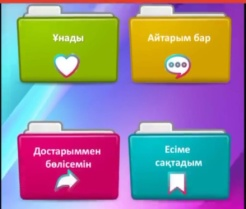 Ұнады
Айтарым бар
Достарыммен
бөлісемін
Есіме
сақтадым